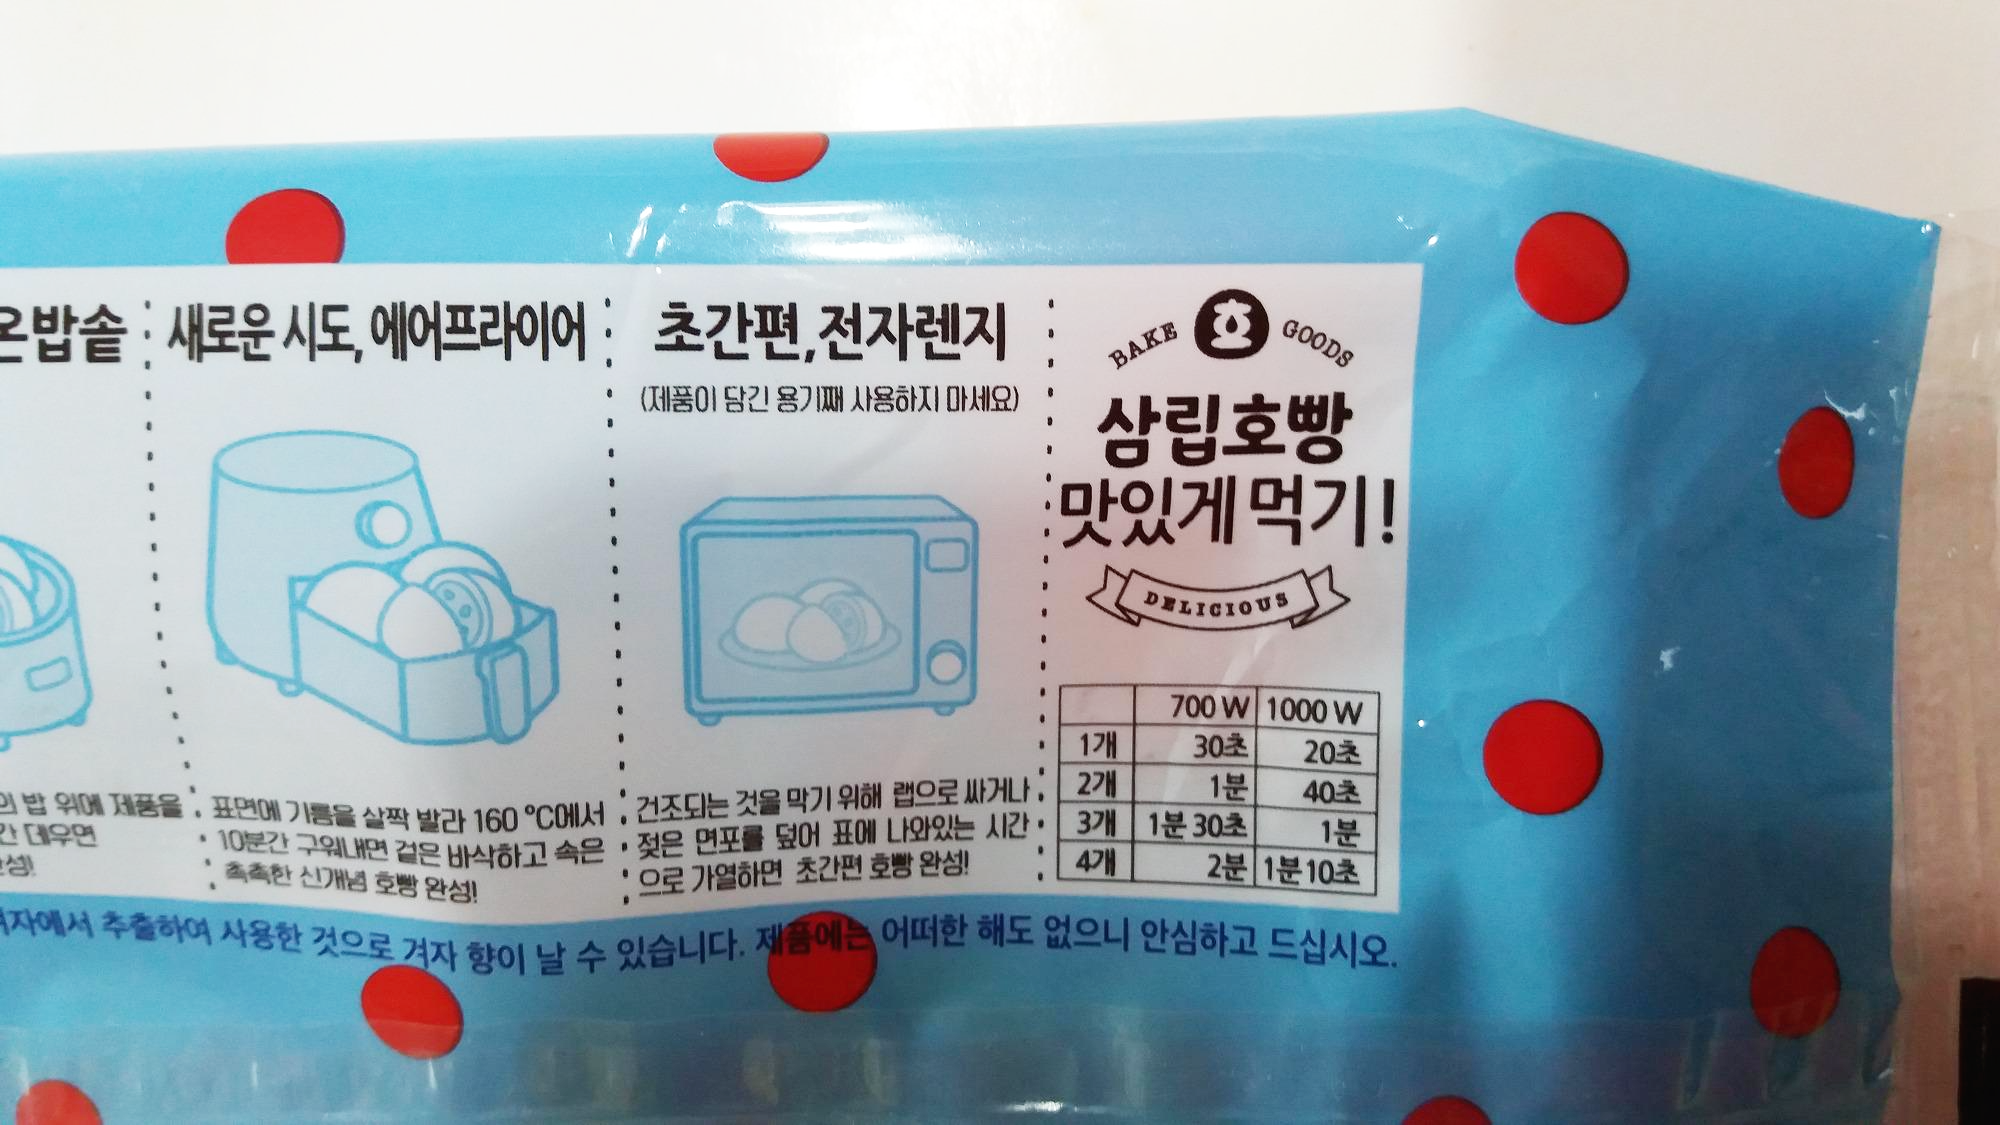 온밥솥
새로운 시도, 에어프라이어
초간편, 전자렌지
(제품이 담긴 용기째 사용하지 마세요)
BAKE 호 GOODS
삼립호빵
맛있게 먹기!
DELICIOUS
700 W 1000 W
1개 30초 20초
2개 1분 40초
3개 1분 30초 1분
4개 2분 1분 10초
의 밥 위에 제품을
간 데우면
성!
표면에 기름을 살짝 발라 160 °C에서
10분간 구워내면 겉은 바삭하고 속은
촉촉한 신개념 호빵 완성!
건조되는 것을 막기 위해 랩으로 싸거나
젖은 면포를 덮어 표에 나와있는 시간
으로 가열하면 초간편 호빵 완성!
겨자에서 추출하여 사용한 것으로 겨자 향이 날 수 있습니다. 제품에는 어떠한 해도 없으니 안심하고 드십시오.